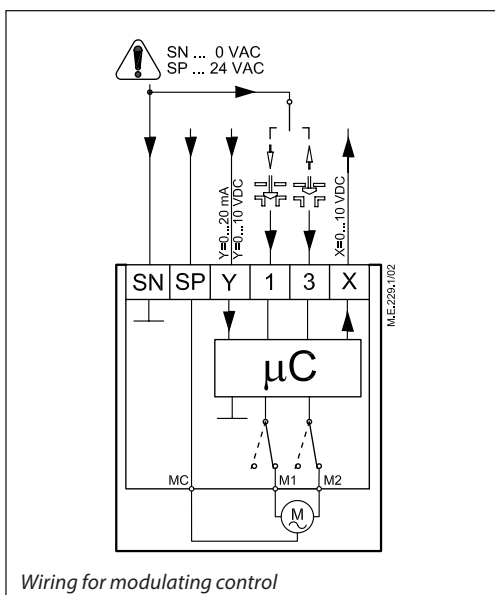 SN ... 0 VAC
SP ... 24 VAC
Y=0...20 mA
Y=0...10 VDC
X=0...10 VDC
SN SP Y 1 3 X
M.E.229.1/02
μC
MC M1 M2
M
Wiring for modulating control